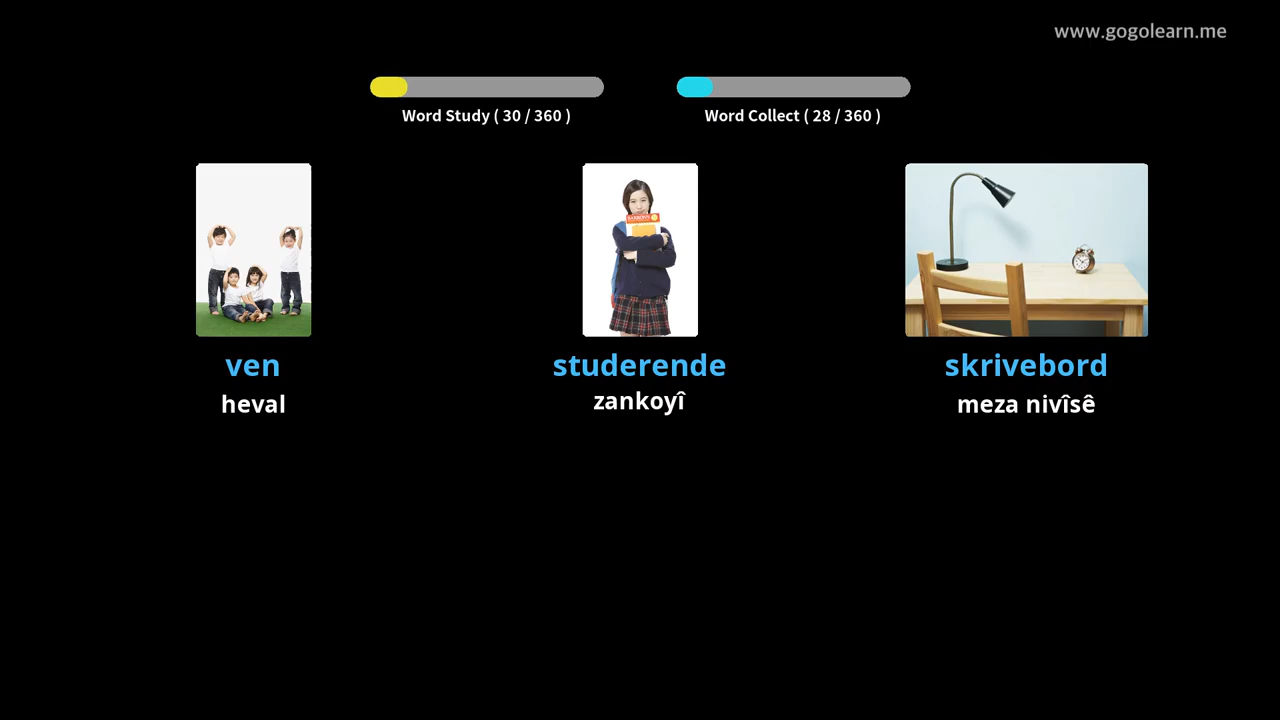 www.gogolearn.me
Word Study ( 30 / 360 )
Word Collect ( 28 / 360 )
ven
studerende
skrivebord
heval
zankoyî
meza nivîsê